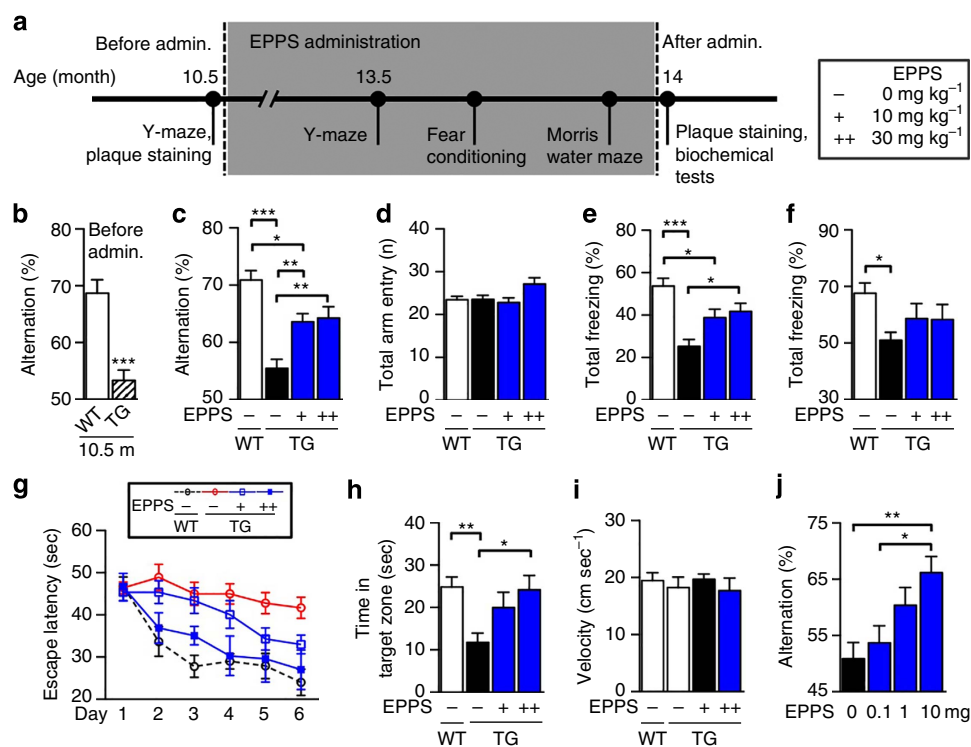 a
Before admin.
EPPS administration
After admin.
Age (month)
10.5
13.5
14
Y-maze,
plaque staining
Y-maze
Fear
conditioning
Morris
water maze
Plaque staining,
biochemical
tests
EPPS
– 0 mg kg⁻¹
+ 10 mg kg⁻¹
++ 30 mg kg⁻¹
b
Before
admin.
Alternation (%)
80
70
60
50
***
WT
TG
10.5 m
c
Alternation (%)
80
70
60
50
***
*
**
**
EPPS – – + ++
WT TG
d
Total arm entry (n)
40
30
20
10
0
EPPS – – + ++
WT TG
e
Total freezing (%)
80
60
40
20
0
***
*
*
EPPS – – + ++
WT TG
f
Total freezing (%)
90
70
50
30
*
EPPS – – + ++
WT TG
g
EPPS – – + ++
WT TG
Escape latency (sec)
60
50
40
30
20
Day 1 2 3 4 5 6
h
Time in
target zone (sec)
40
30
20
10
0
**
*
EPPS – – + ++
WT TG
i
Velocity (cm sec⁻¹)
30
20
10
0
EPPS – – + ++
WT TG
j
Alternation (%)
75
65
55
45
**
*
EPPS 0 0.1 1 10 mg